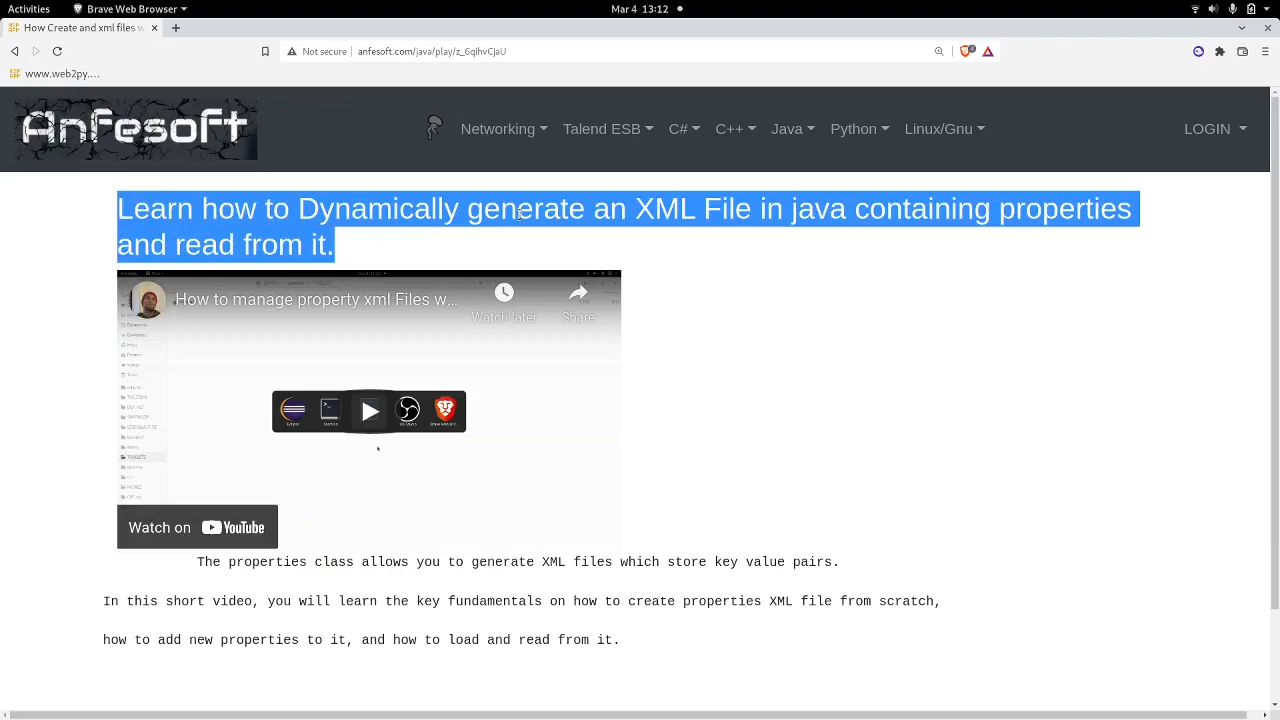 Activities
Brave Web Browser
Mar 4 13:12
How Create and xml files w
Not secure
anfesoft.com/java/play/z_6qihvCjaU
www.web2py....
Anfesoft
Networking
Talend ESB
C#
C++
Java
Python
Linux/Gnu
LOGIN
Learn how to Dynamically generate an XML File in java containing properties
and read from it.
How to manage property xml Files w...
Watch later
Share
Watch on YouTube
The properties class allows you to generate XML files which store key value pairs.
In this short video, you will learn the key fundamentals on how to create properties XML file from scratch,
how to add new properties to it, and how to load and read from it.